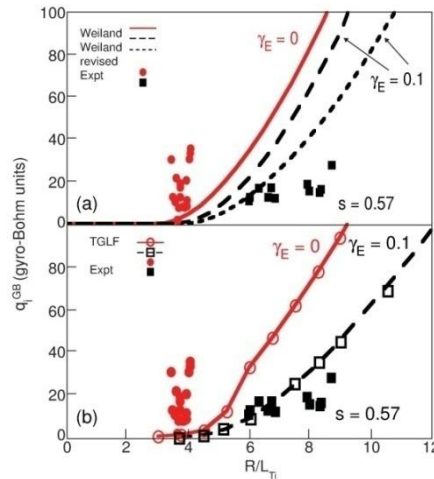 100
80
60
40
20
0
Weiland
Weiland
revised
Expt
γE = 0
γE = 0.1
(a)
s = 0.57
qiGB (gyro-Bohm units)
80
60
40
20
0
TGLF
Expt
γE = 0
γE = 0.1
(b)
s = 0.57
0 2 4 6 8 10 12
R/LTi